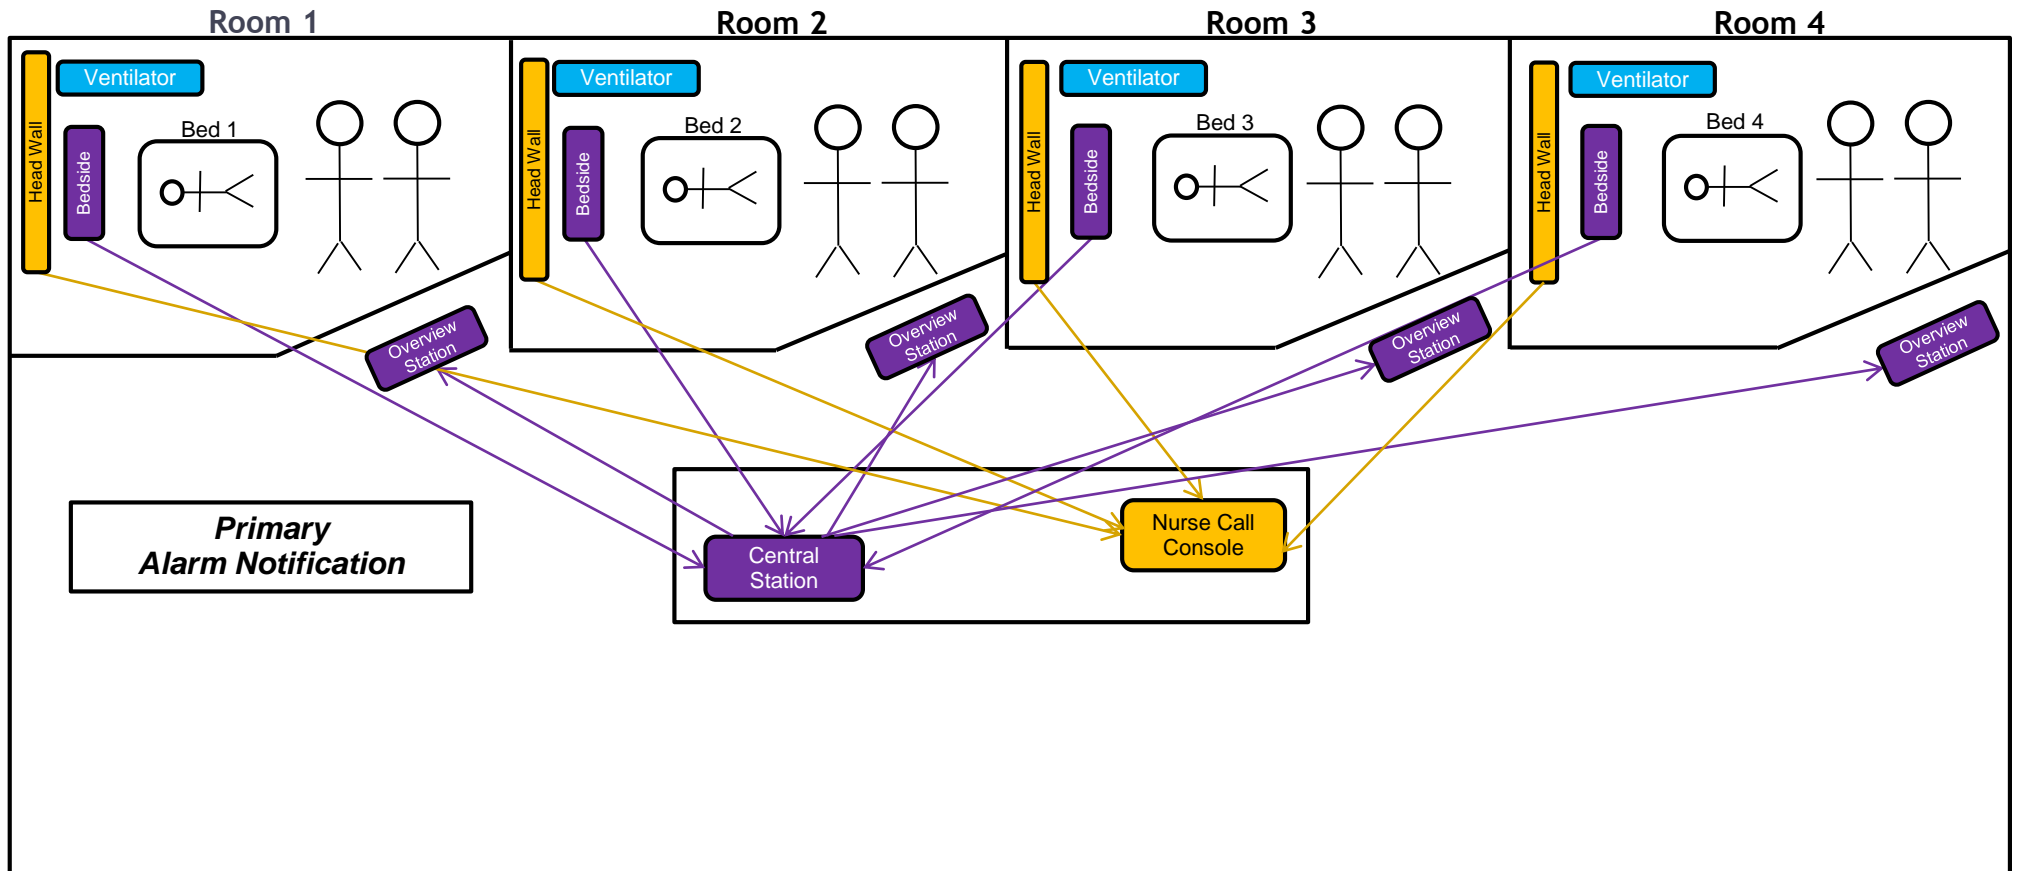 Room 1
Room 2
Room 3
Room 4
Ventilator
Ventilator
Ventilator
Ventilator
Head Wall
Bedside
Bed 1
Head Wall
Bedside
Bed 2
Head Wall
Bedside
Bed 3
Head Wall
Bedside
Bed 4
Overview
Station
Overview
Station
Overview
Station
Overview
Station
Primary
Alarm Notification
Central
Station
Nurse Call
Console